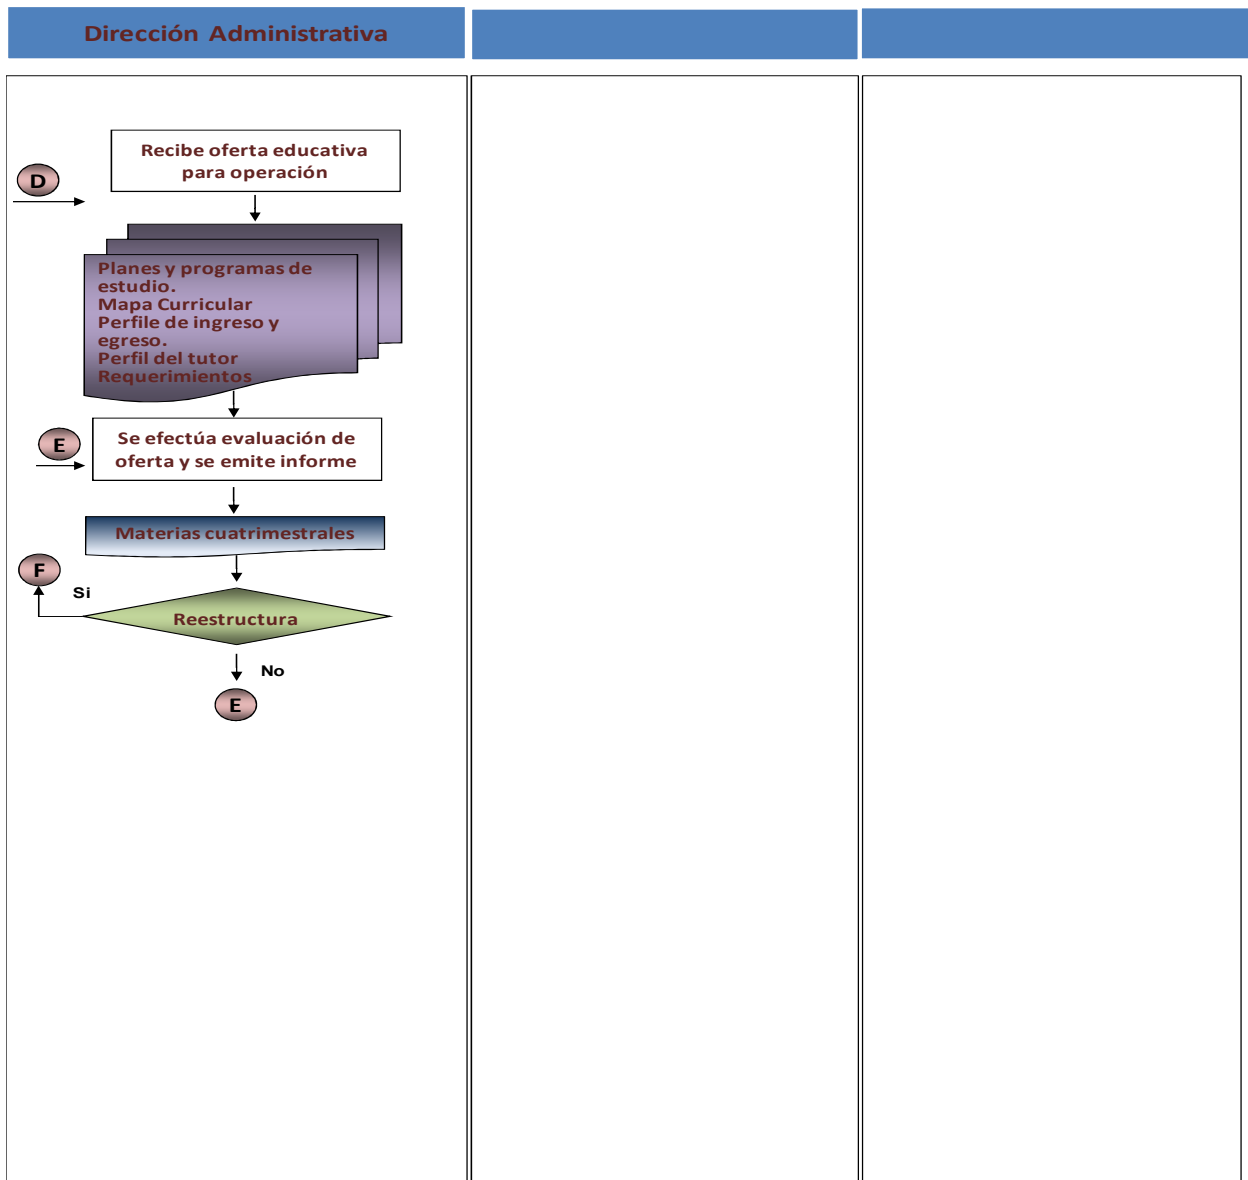 Dirección Administrativa
Recibe oferta educativa
para operación
D
Planes y programas de
estudio.
Mapa Curricular
Perfile de ingreso y
egreso.
Perfil del tutor
Requerimientos
E
Se efectúa evaluación de
oferta y se emite informe
Materias cuatrimestrales
F
Si
Reestructura
No
E